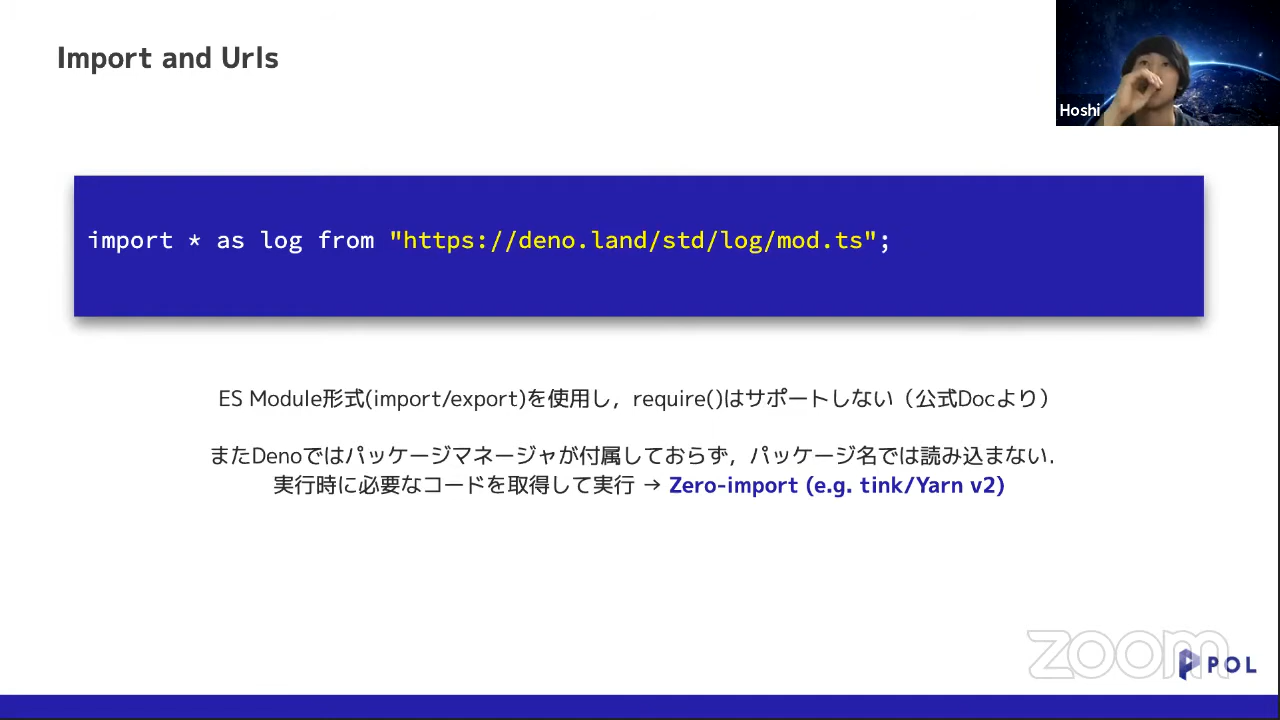 Import and Urls
Hoshi
import * as log from "https://deno.land/std/log/mod.ts";
ES Module形式(import/export)を使用し，require()はサポートしない（公式Docより）
またDenoではパッケージマネージャが付属しておらず，パッケージ名では読み込まない.
実行時に必要なコードを取得して実行 → Zero-import (e.g. tink/Yarn v2)
zoom
POL